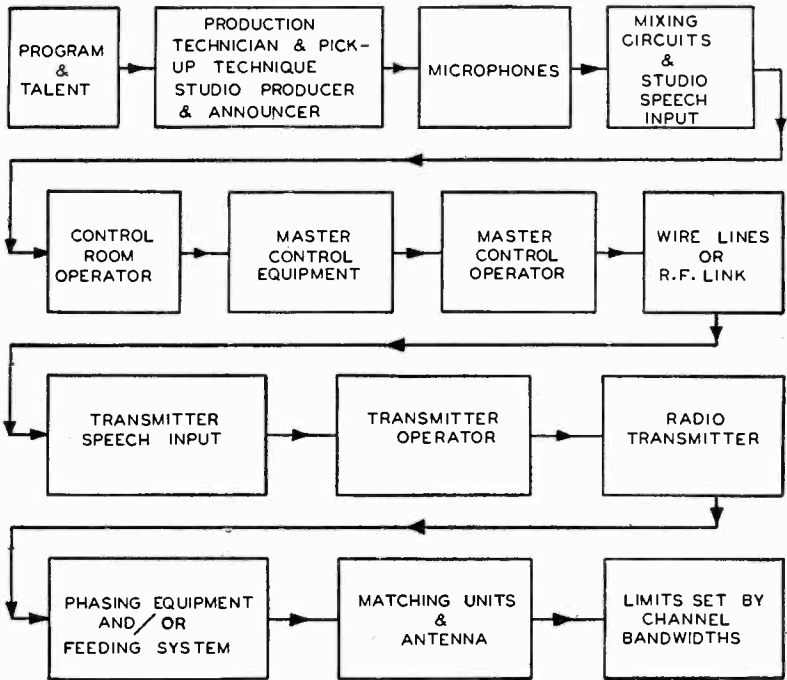 PROGRAM
&
TALENT
PRODUCTION
TECHNICIAN & PICK-
UP TECHNIQUE
STUDIO PRODUCER
& ANNOUNCER
MICROPHONES
MIXING
CIRCUITS
&
STUDIO
SPEECH
INPUT
CONTROL
ROOM
OPERATOR
MASTER
CONTROL
EQUIPMENT
MASTER
CONTROL
OPERATOR
WIRE LINES
OR
R.F. LINK
TRANSMITTER
SPEECH INPUT
TRANSMITTER
OPERATOR
RADIO
TRANSMITTER
PHASING EQUIPMENT
AND/OR
FEEDING SYSTEM
MATCHING UNITS
&
ANTENNA
LIMITS SET BY
CHANNEL
BANDWIDTHS